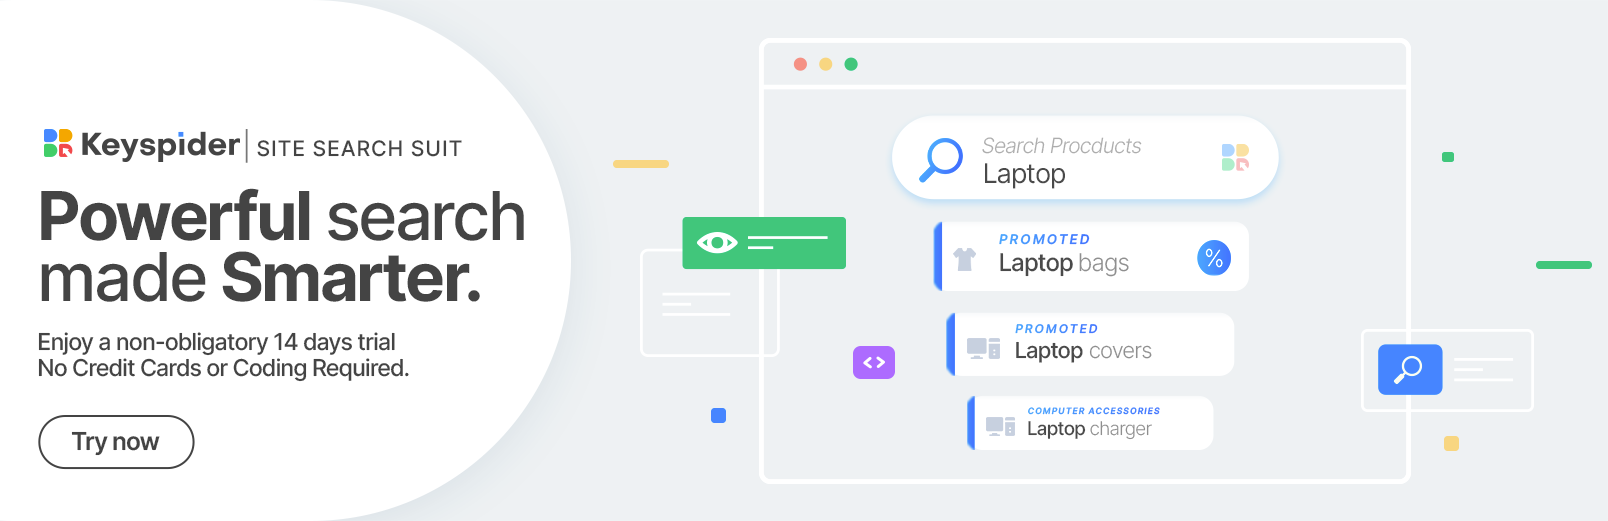 Keyspider | SITE SEARCH SUIT
Powerful search
made Smarter.
Enjoy a non-obligatory 14 days trial
No Credit Cards or Coding Required.
Try now
Search Procducts
Laptop
PROMOTED
Laptop bags
%
PROMOTED
Laptop covers
COMPUTER ACCESSORIES
Laptop charger